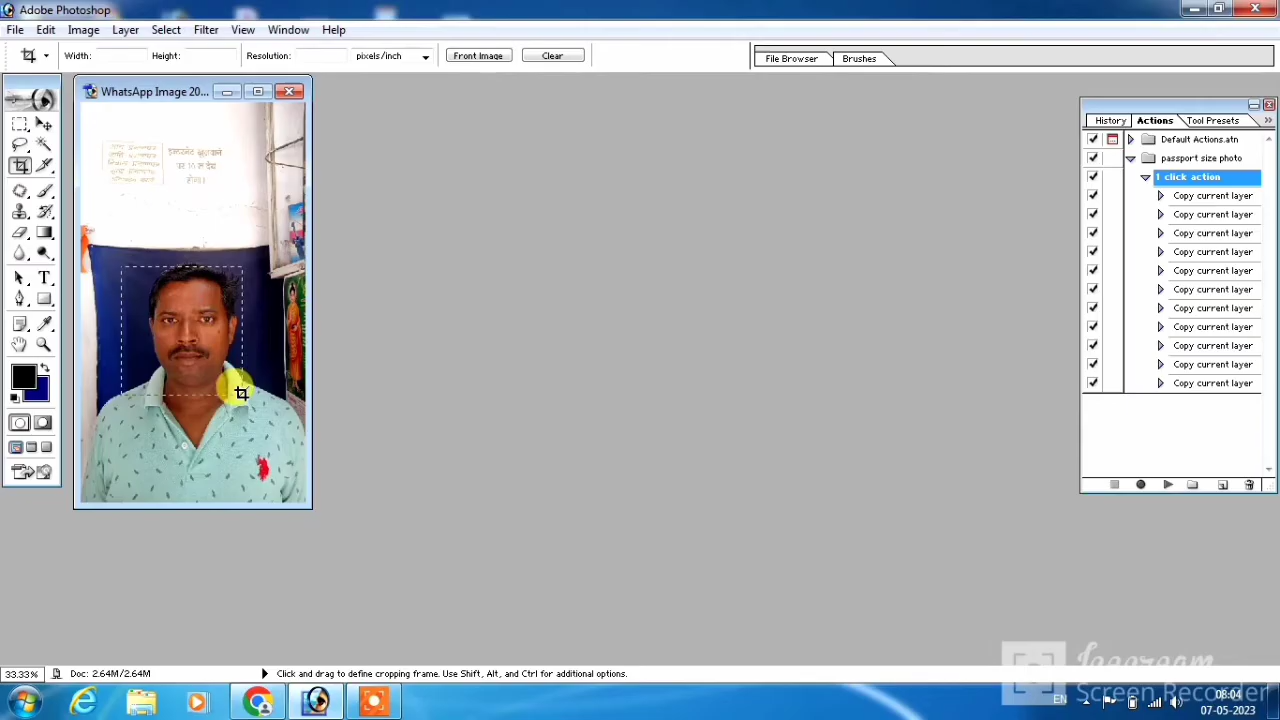 Adobe Photoshop
File Edit Image Layer Select Filter View Window Help
Width: Height: Resolution: pixels/inch Front Image Clear File Browser Brushes
WhatsApp Image 20...
History Actions Tool Presets
Default Actions.atn
passport size photo
1 click action
Copy current layer
Copy current layer
Copy current layer
Copy current layer
Copy current layer
Copy current layer
Copy current layer
Copy current layer
Copy current layer
Copy current layer
Copy current layer
33.33% Doc: 2.64M/2.64M Click and drag to define cropping frame. Use Shift, Alt, and Ctrl for additional options.
Screen Recorder
EN 08:04
07-05-2023